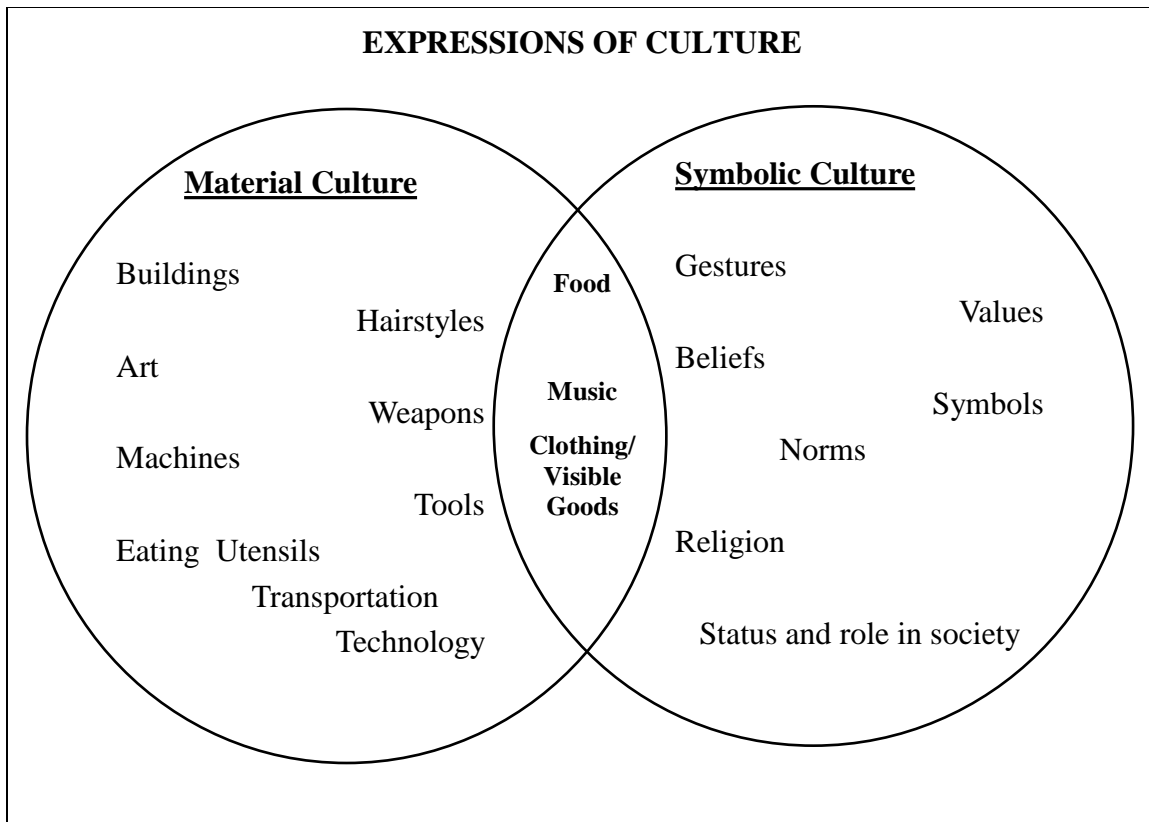 EXPRESSIONS OF CULTURE
Material Culture
Buildings
Hairstyles
Art
Weapons
Machines
Tools
Eating Utensils
Transportation
Technology
Food
Music
Clothing/
Visible
Goods
Symbolic Culture
Gestures
Values
Beliefs
Symbols
Norms
Religion
Status and role in society